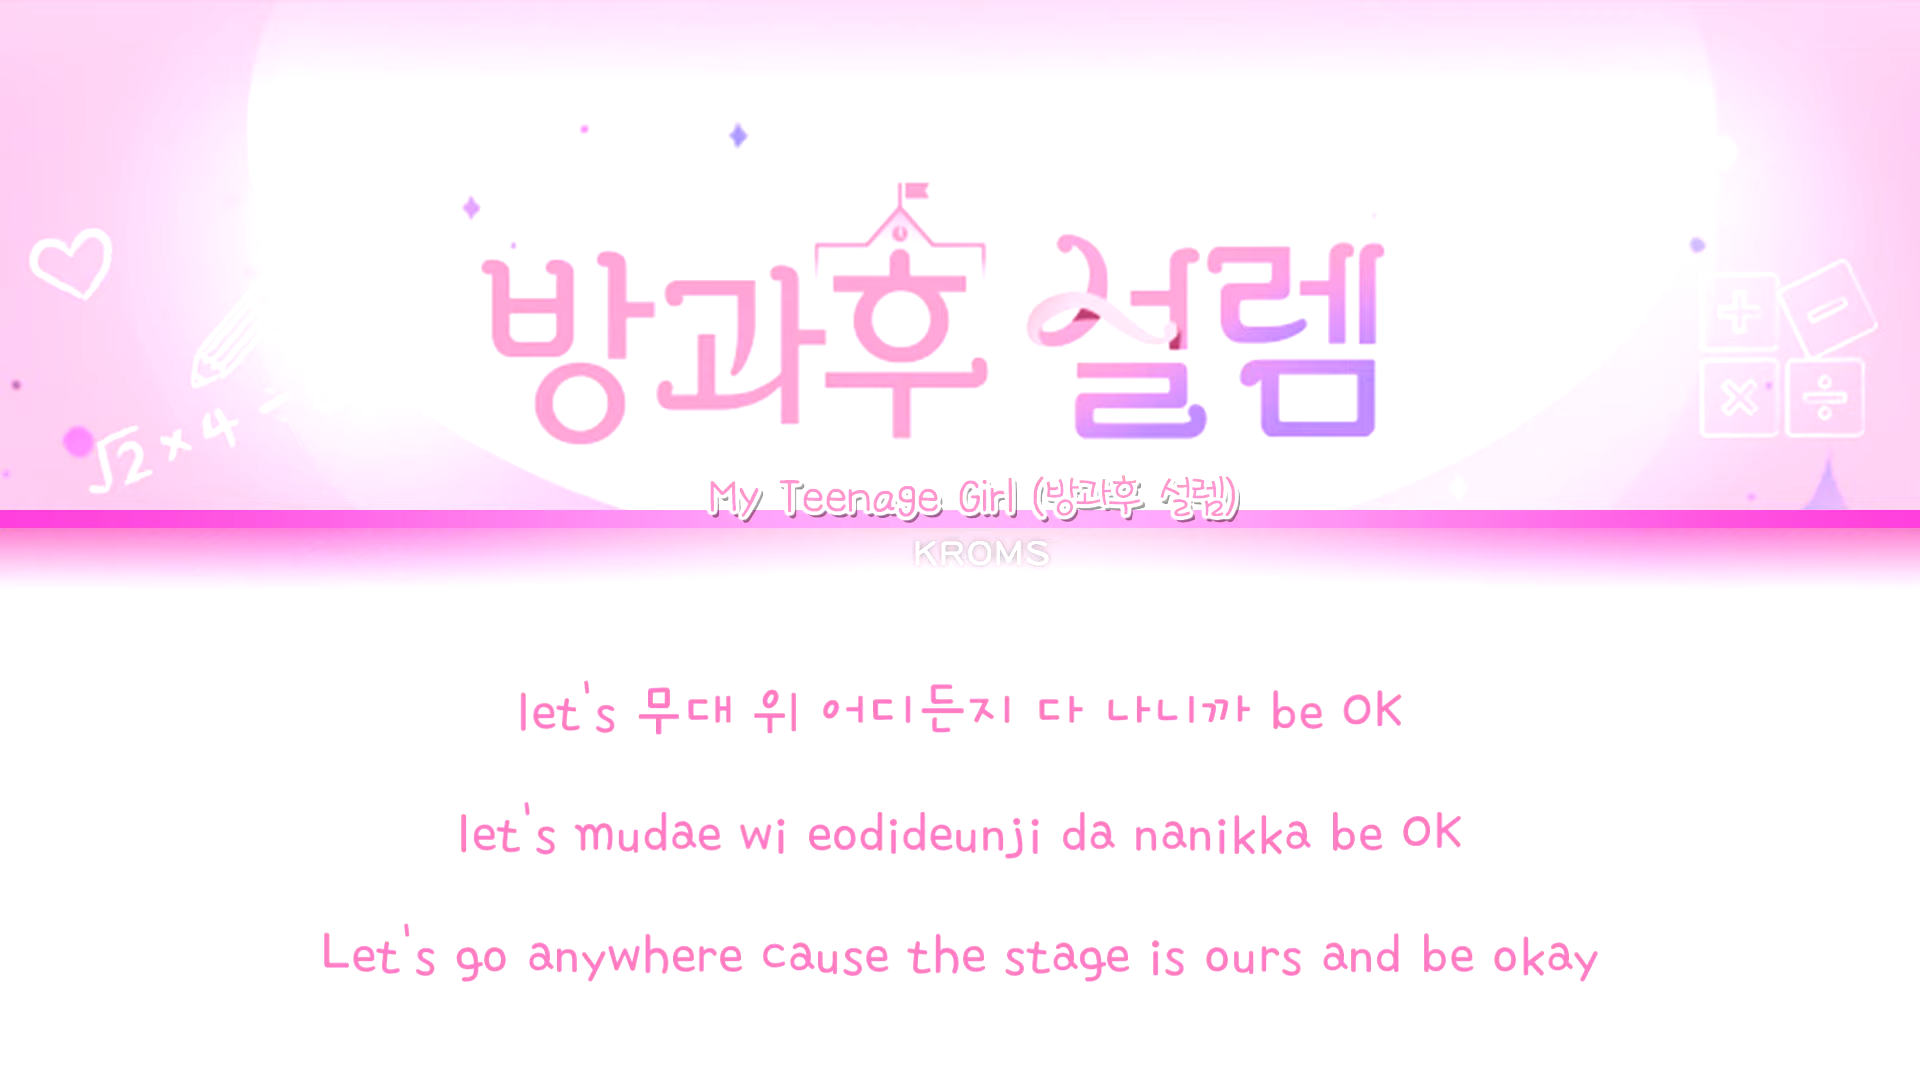 방과후 설렘
√2 × 4 ÷
+ −
× ÷
My Teenage Girl (방과후 설렘)
KROMS
let's 무대 위 어디든지 다 나니까 be OK
let's mudae wi eodideunji da nanikka be OK
Let's go anywhere cause the stage is ours and be okay